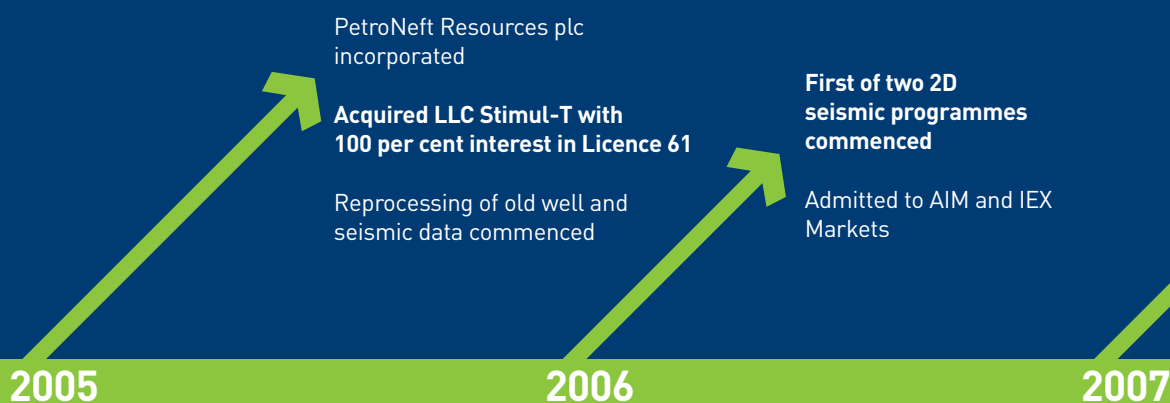 PetroNeft Resources plc
incorporated
Acquired LLC Stimul-T with
100 per cent interest in Licence 61
Reprocessing of old well and
seismic data commenced
First of two 2D
seismic programmes
commenced
Admitted to AIM and IEX
Markets
2005
2006
2007